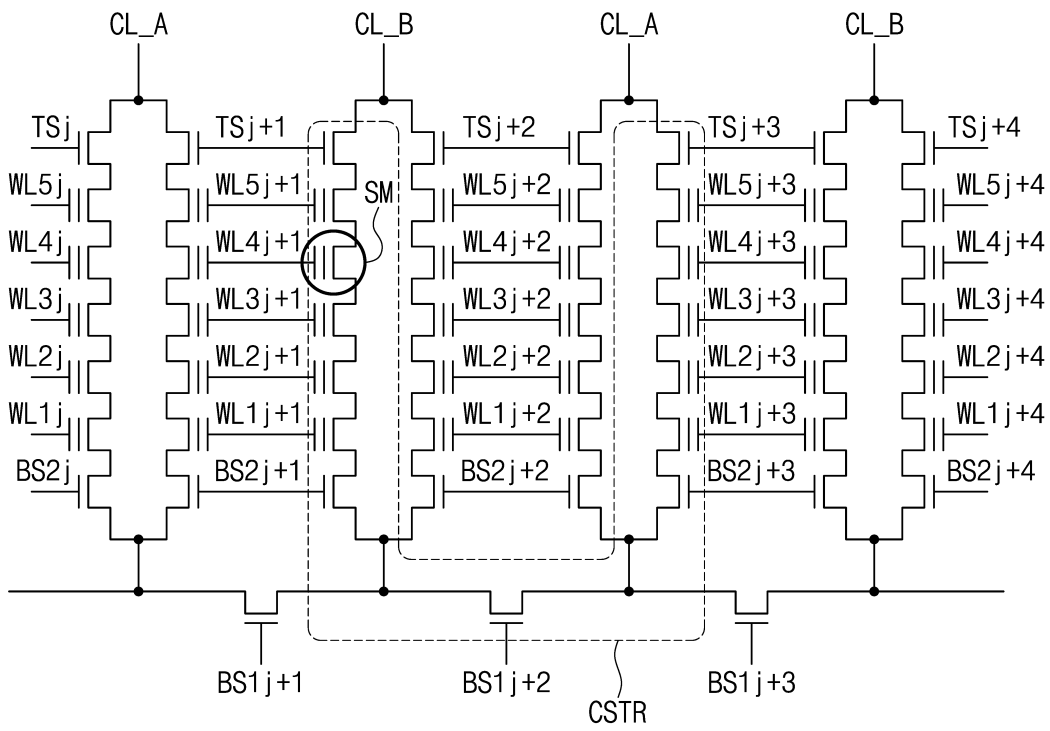 CL_A CL_B CL_A CL_B
TSj TSj+1 TSj+2 TSj+3 TSj+4
WL5j WL5j+1 SM WL5j+2 WL5j+3 WL5j+4
WL4j WL4j+1 WL4j+2 WL4j+3 WL4j+4
WL3j WL3j+1 WL3j+2 WL3j+3 WL3j+4
WL2j WL2j+1 WL2j+2 WL2j+3 WL2j+4
WL1j WL1j+1 WL1j+2 WL1j+3 WL1j+4
BS2j BS2j+1 BS2j+2 BS2j+3 BS2j+4
BS1j+1 BS1j+2 BS1j+3
CSTR